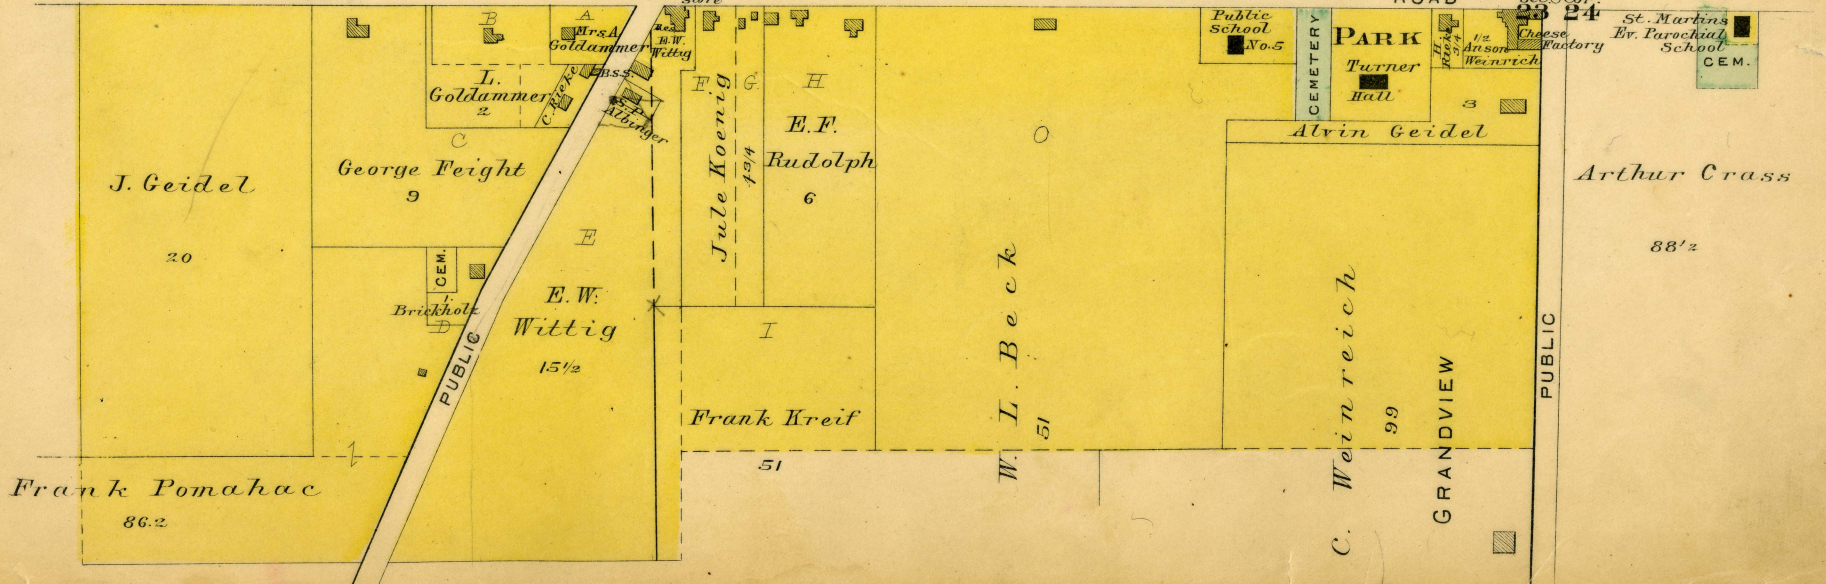 ROAD
23 24
B
A
Mrs. A.
Goldammer
Res.
E.W.
Wittig
Public
School
No. 5
CEMETERY
PARK
Turner
Hall
H.
Rieke
3/4
1/2
Anson
Weinrich
Cheese
Factory
St. Martins
Ev. Parochial
School
CEM.
L.
Goldammer
2
C. Rieke
B.S.S.
S.P.
Albinger
F
G
H
Jule Koenig
4 3/4
E.F.
Rudolph
6
O
3
Alvin Geidel
C
George Feight
9
J. Geidel
20
Arthur Crass
88 1/2
E
E.W.
Wittig
15 1/2
CEM.
1
Brickholz
D
PUBLIC
I
Frank Kreif
51
W. L. Beck
51
C. Weinreich
99
GRANDVIEW
PUBLIC
Frank Pomahac
86.2